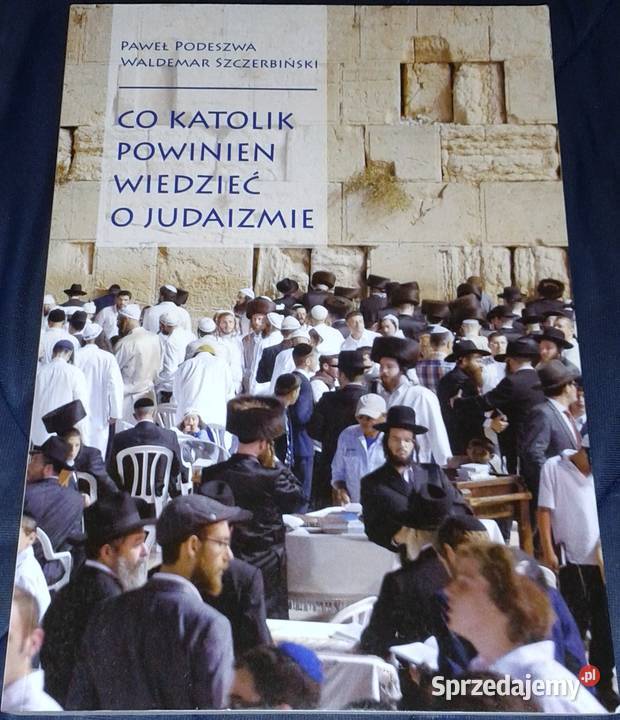 PAWEŁ PODESZWA
WALDEMAR SZCZERBIŃSKI
CO KATOLIK
POWINIEN
WIEDZIEĆ
O JUDAIZMIE
Sprzedajemy.pl